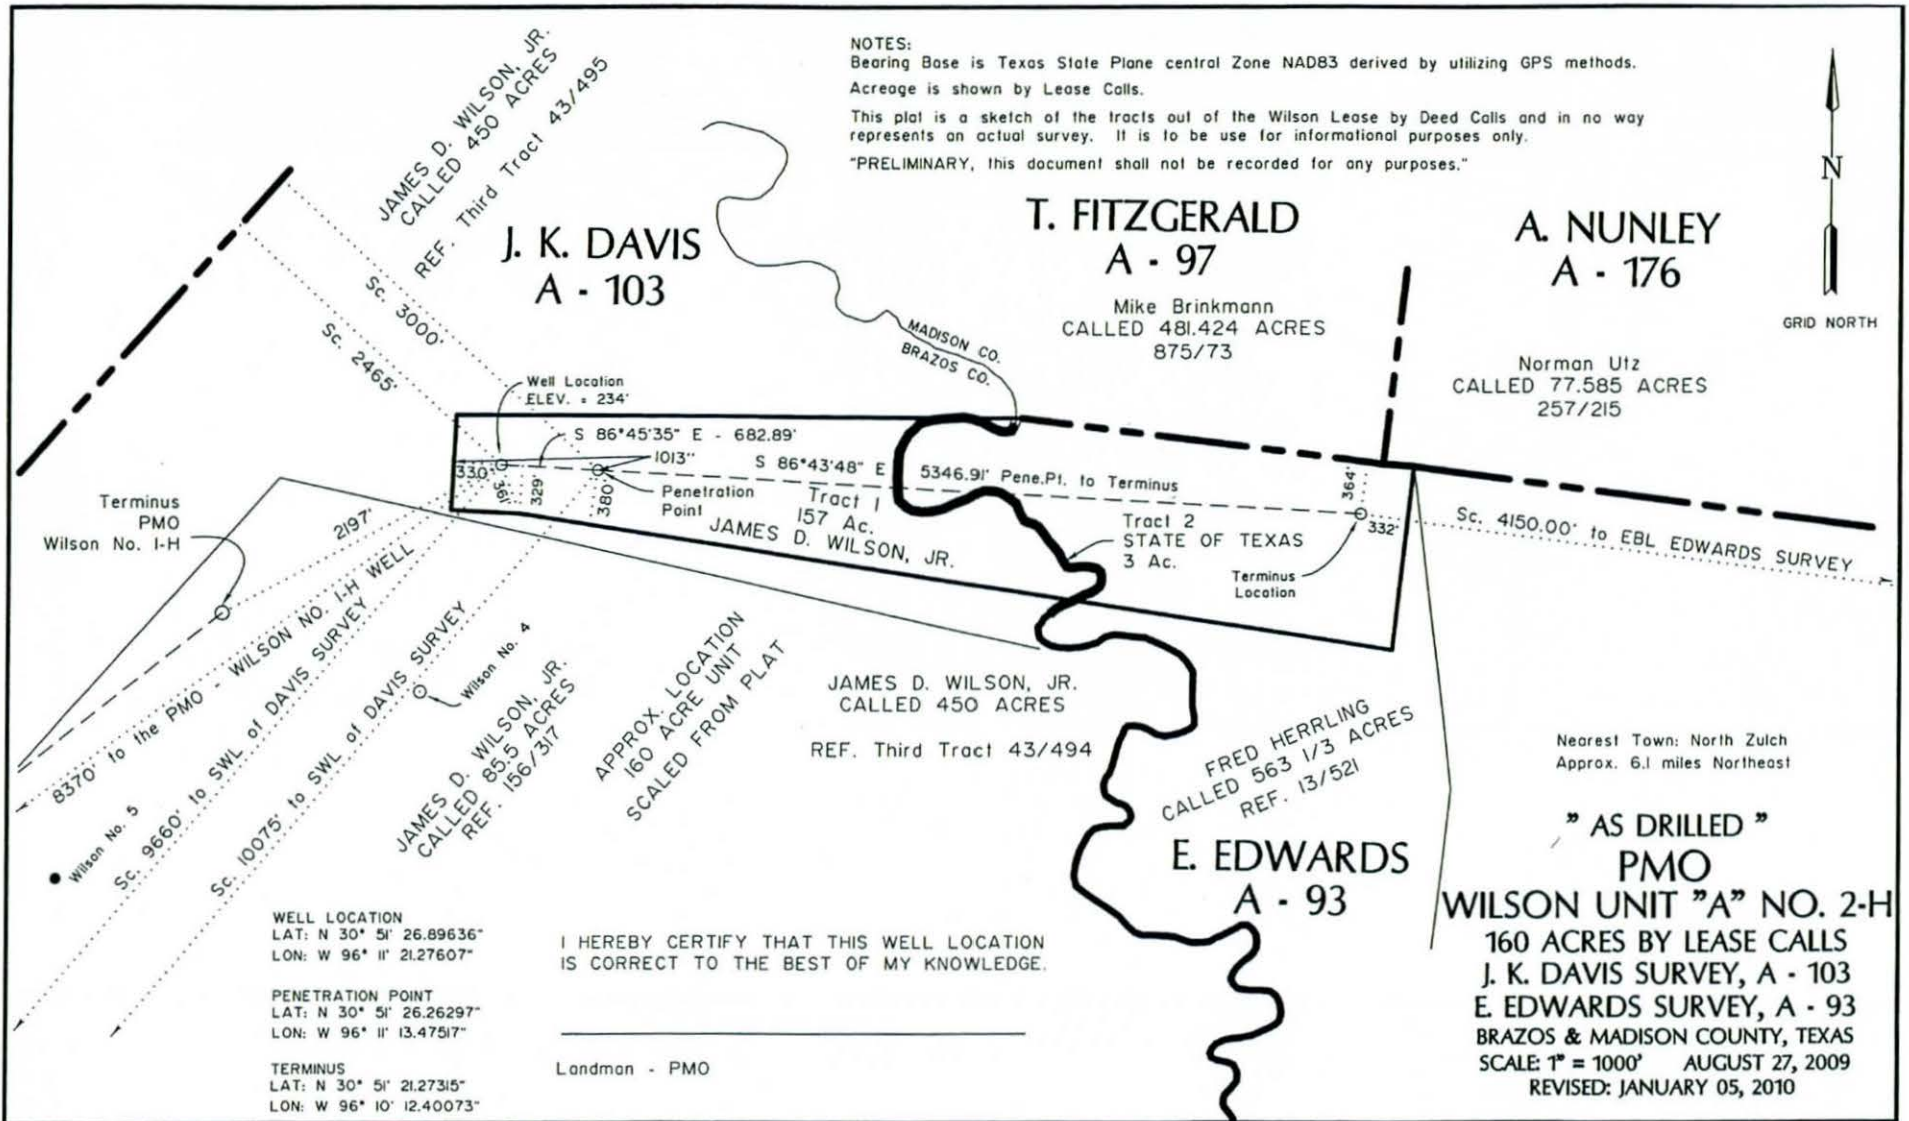 NOTES:
Bearing Base is Texas State Plane central Zone NAD83 derived by utilizing GPS methods.
Acreage is shown by Lease Calls.
This plat is a sketch of the tracts out of the Wilson Lease by Deed Calls and in no way
represents an actual survey. It is to be use for informational purposes only.
"PRELIMINARY, this document shall not be recorded for any purposes."
N
GRID NORTH
JAMES D. WILSON, JR.
CALLED 450 ACRES
REF. Third Tract 43/495
J. K. DAVIS
A - 103
T. FITZGERALD
A - 97
Mike Brinkmann
CALLED 481.424 ACRES
875/73
A. NUNLEY
A - 176
Norman Utz
CALLED 77.585 ACRES
257/215
Sc. 3000'
Sc. 2465'
MADISON CO.
BRAZOS CO.
Well Location
ELEV. = 234'
S 86°45'35" E - 682.89'
1013"
S 86°43'48" E
5346.91' Pene.Pt. to Terminus
330'
361'
329'
380'
Penetration
Point
Tract 1
157 Ac.
JAMES D. WILSON, JR.
Tract 2
STATE OF TEXAS
3 Ac.
364'
332'
Terminus
Location
Sc. 4150.00' to EBL EDWARDS SURVEY
Terminus
PMO
Wilson No. 1-H
2197'
8370' to the PMO - WILSON NO. 1-H WELL
Sc. 9660' to SWL of DAVIS SURVEY
Sc. 10075' to SWL of DAVIS SURVEY
Wilson No. 4
Wilson No. 5
JAMES D. WILSON, JR.
CALLED 85.5 ACRES
REF. 156/317
APPROX. LOCATION
160 ACRE UNIT
SCALED FROM PLAT
JAMES D. WILSON, JR.
CALLED 450 ACRES
REF. Third Tract 43/494
FRED HERRLING
CALLED 563 1/3 ACRES
REF. 13/521
E. EDWARDS
A - 93
Nearest Town: North Zulch
Approx. 6.1 miles Northeast
WELL LOCATION
LAT: N 30° 51' 26.89636"
LON: W 96° 11' 21.27607"
PENETRATION POINT
LAT: N 30° 51' 26.26297"
LON: W 96° 11' 13.47517"
TERMINUS
LAT: N 30° 51' 21.27315"
LON: W 96° 10' 12.40073"
I HEREBY CERTIFY THAT THIS WELL LOCATION
IS CORRECT TO THE BEST OF MY KNOWLEDGE.
Landman - PMO
" AS DRILLED "
PMO
WILSON UNIT "A" NO. 2-H
160 ACRES BY LEASE CALLS
J. K. DAVIS SURVEY, A - 103
E. EDWARDS SURVEY, A - 93
BRAZOS & MADISON COUNTY, TEXAS
SCALE: 1" = 1000' AUGUST 27, 2009
REVISED: JANUARY 05, 2010